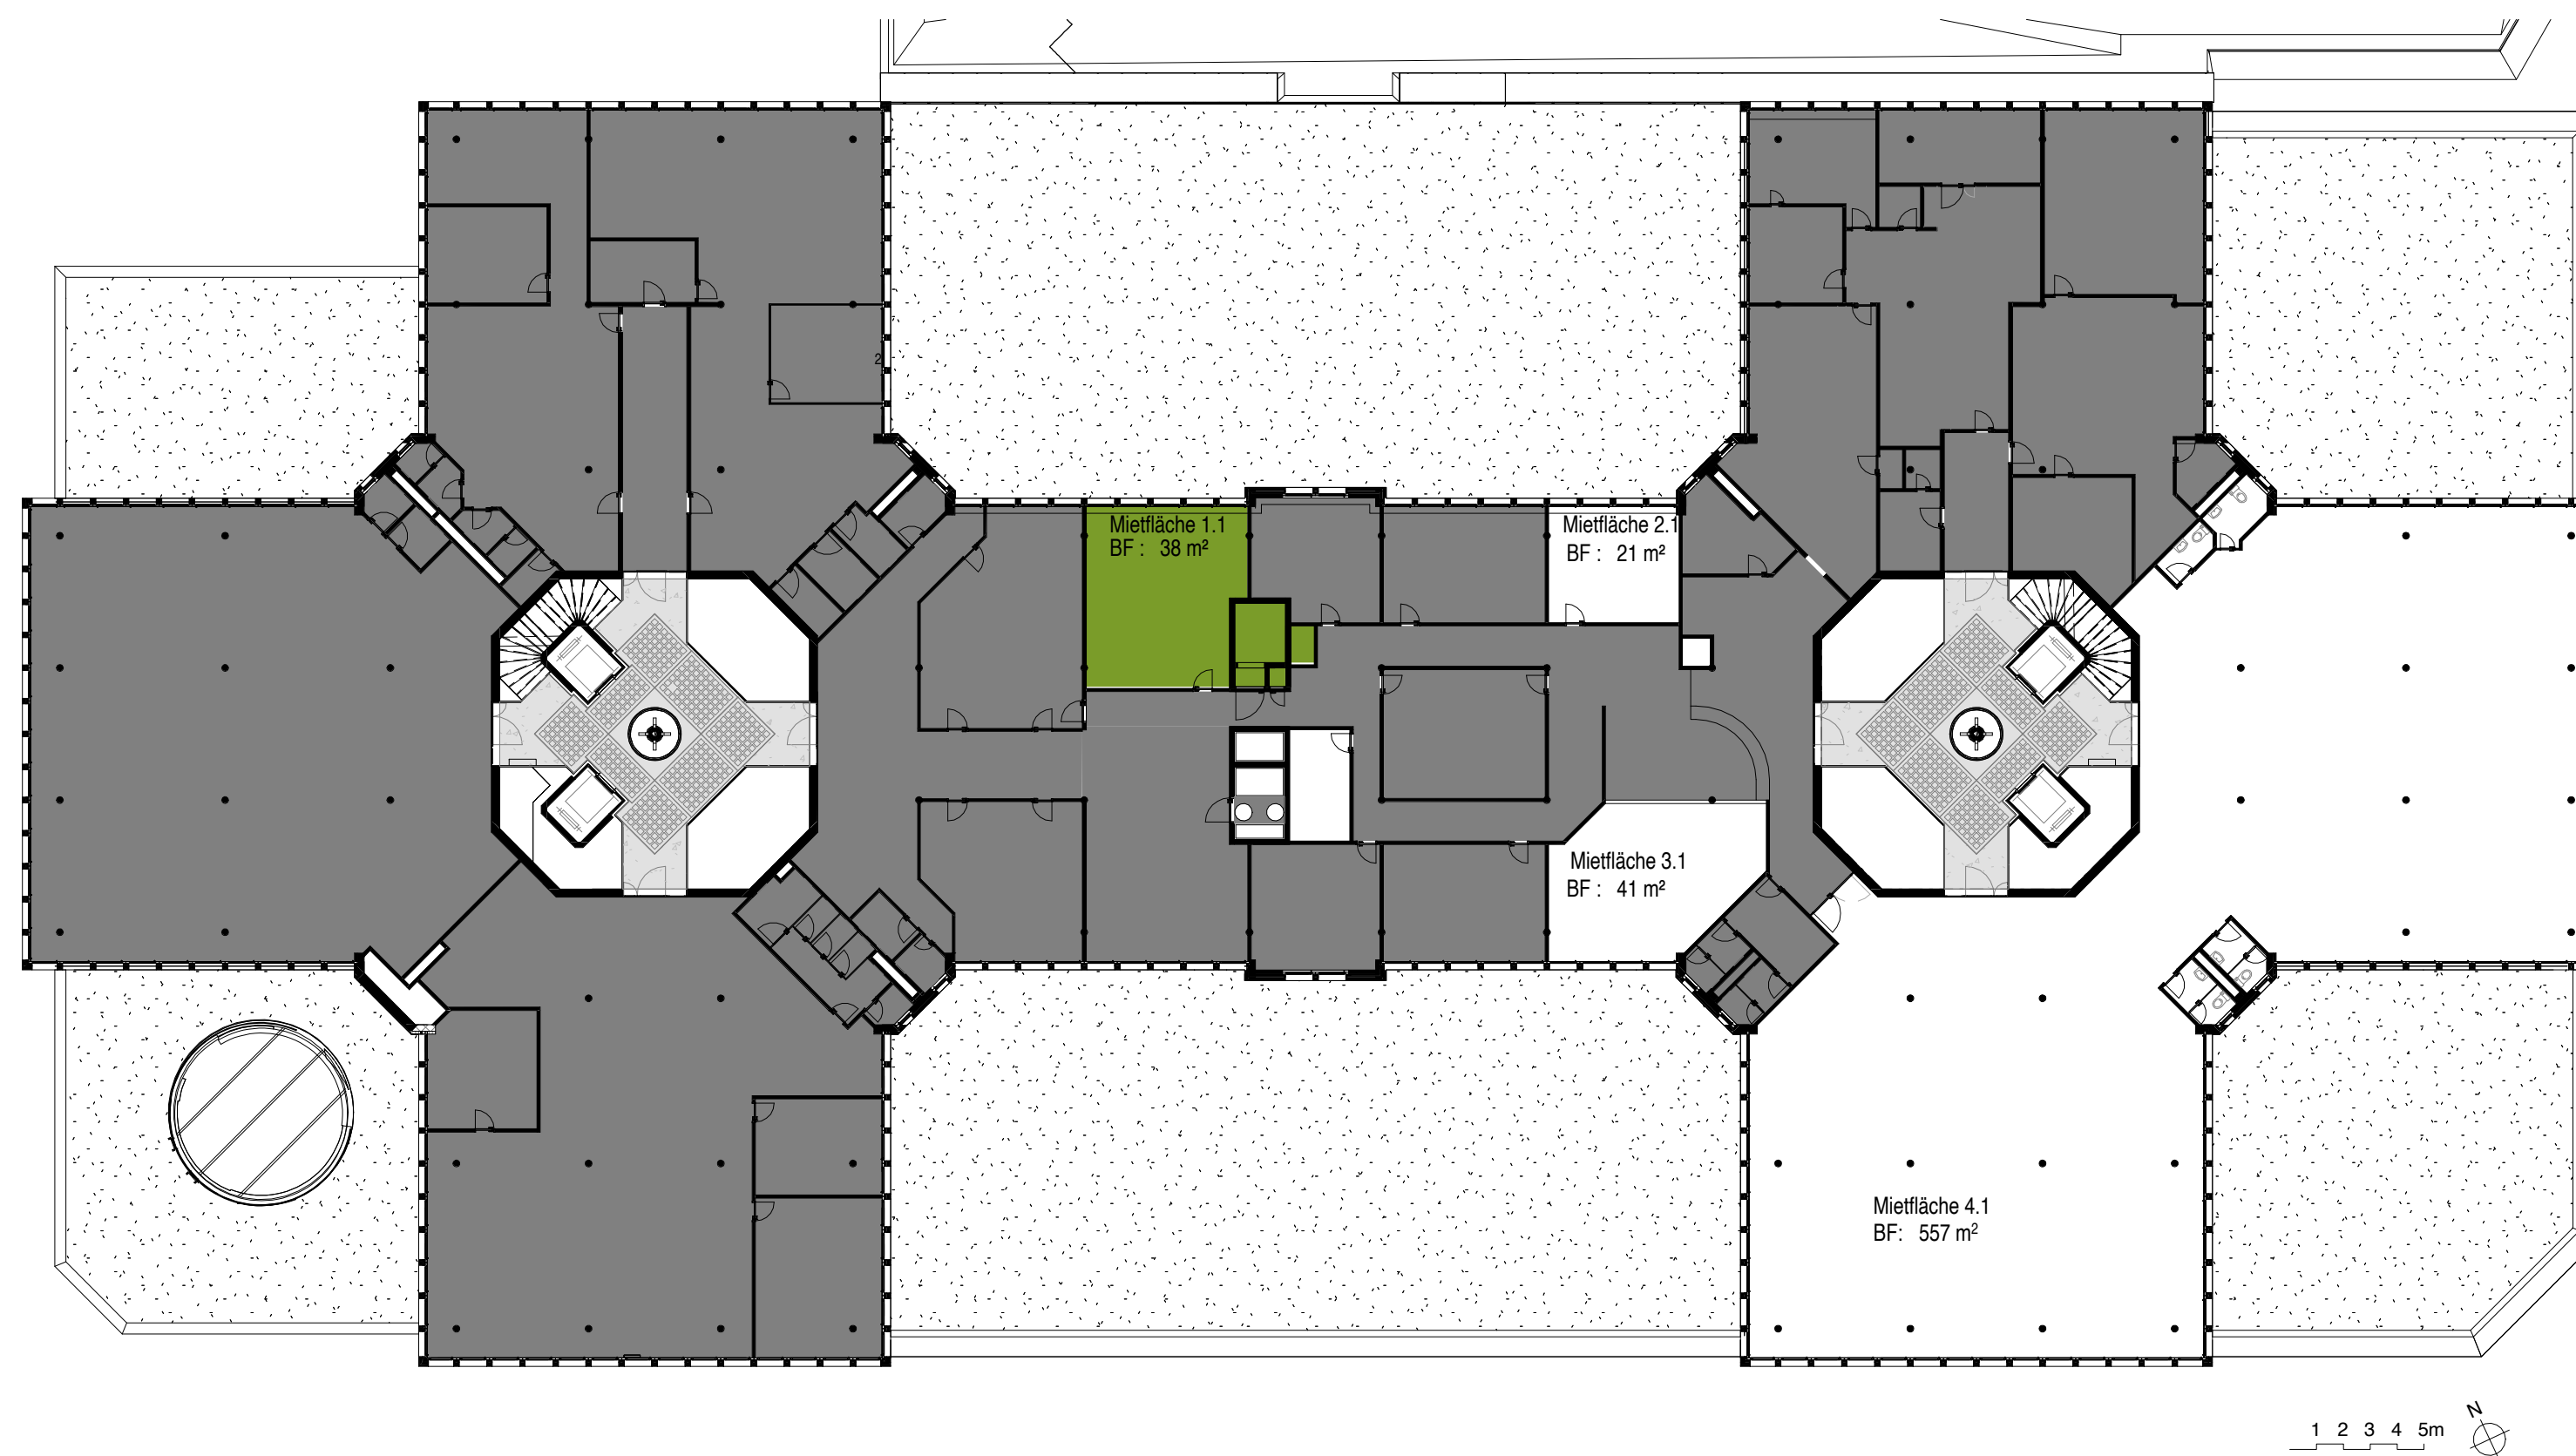 2
Mietfläche 1.1
BF : 38 m²
Mietfläche 2.1
BF : 21 m²
Mietfläche 3.1
BF : 41 m²
Mietfläche 4.1
BF: 557 m²
1 2 3 4 5m
N